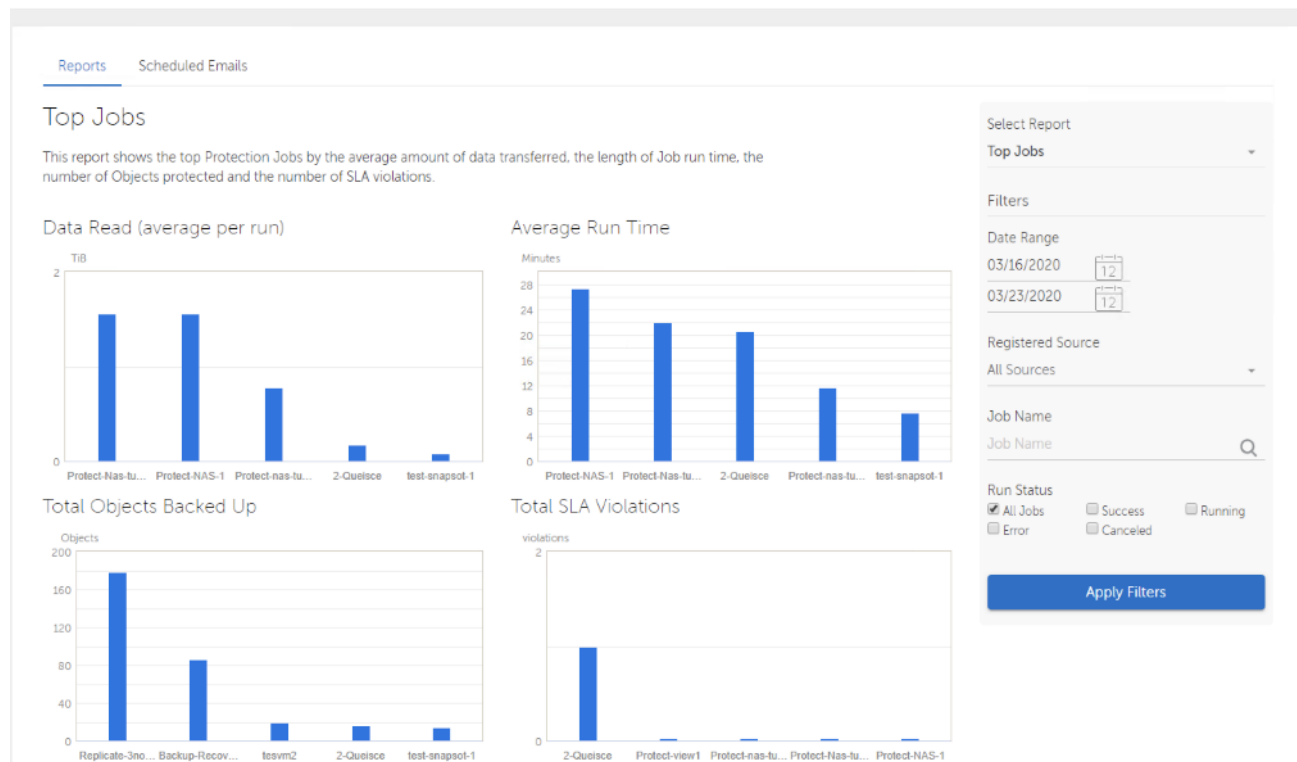 Reports Scheduled Emails
Top Jobs
This report shows the top Protection Jobs by the average amount of data transferred, the length of Job run time, the
number of Objects protected and the number of SLA violations.
Data Read (average per run)
TiB
2
0
Protect-Nas-tu... Protect-NAS-1 Protect-nas-tu... 2-Queisce test-snapsot-1
Average Run Time
Minutes
28
24
20
16
12
8
4
0
Protect-NAS-1 Protect-Nas-tu... 2-Queisce Protect-nas-tu... test-snapsot-1
Total Objects Backed Up
Objects
200
160
120
80
40
0
Replicate-3no... Backup-Recov... tesvm2 2-Queisce test-snapsot-1
Total SLA Violations
violations
2
0
2-Queisce Protect-view1 Protect-nas-tu... Protect-Nas-tu... Protect-NAS-1
Select Report
Top Jobs
Filters
Date Range
03/16/2020 12
03/23/2020 12
Registered Source
All Sources
Job Name
Job Name
Run Status
All Jobs Success Running
Error Canceled
Apply Filters